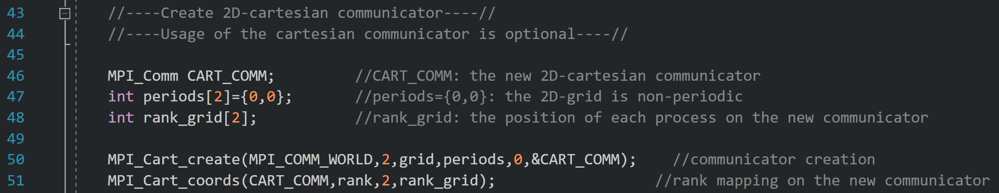 43 //----Create 2D-cartesian communicator----//
44 //----Usage of the cartesian communicator is optional----//
45
46 MPI_Comm CART_COMM; //CART_COMM: the new 2D-cartesian communicator
47 int periods[2]={0,0}; //periods={0,0}: the 2D-grid is non-periodic
48 int rank_grid[2]; //rank_grid: the position of each process on the new communicator
49
50 MPI_Cart_create(MPI_COMM_WORLD,2,grid,periods,0,&CART_COMM); //communicator creation
51 MPI_Cart_coords(CART_COMM,rank,2,rank_grid); //rank mapping on the new communicator